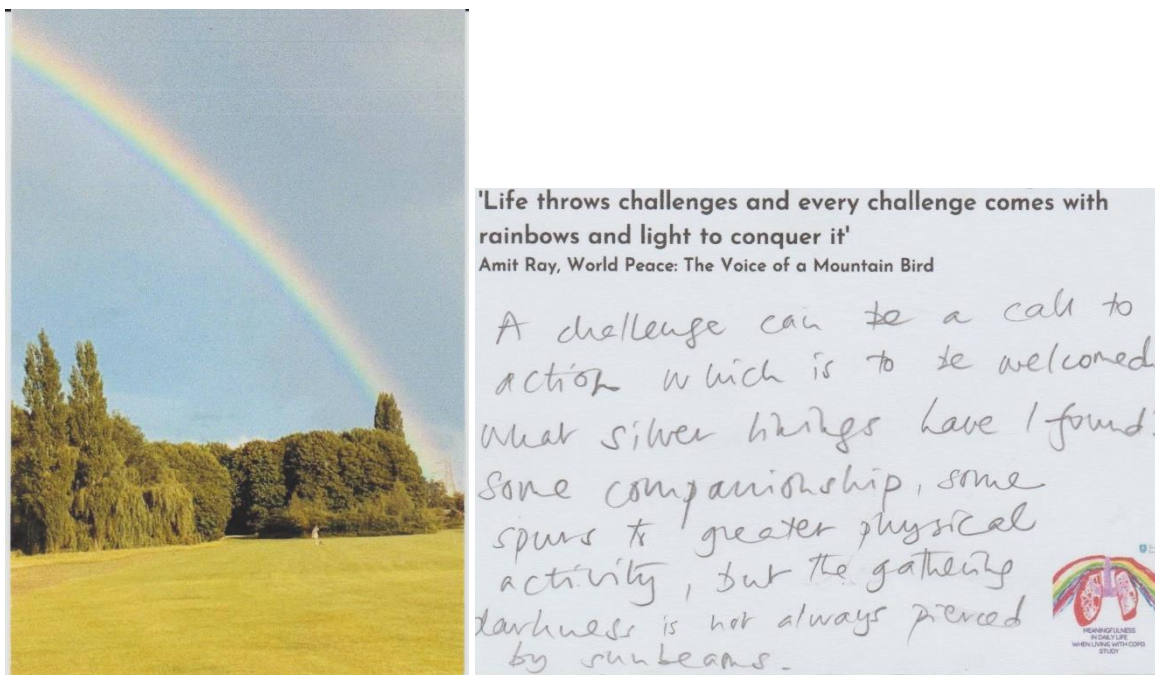 'Life throws challenges and every challenge comes with
rainbows and light to conquer it'
Amit Ray, World Peace: The Voice of a Mountain Bird
A challenge can be a call to
action which is to be welcomed
What silver linings have I found?
Some companionship, some
spurs to greater physical
activity, but the gathering
darkness is not always pierced
by sunbeams.
MEANINGFULNESS
IN DAILY LIFE
WHEN LIVING WITH COPD
STUDY